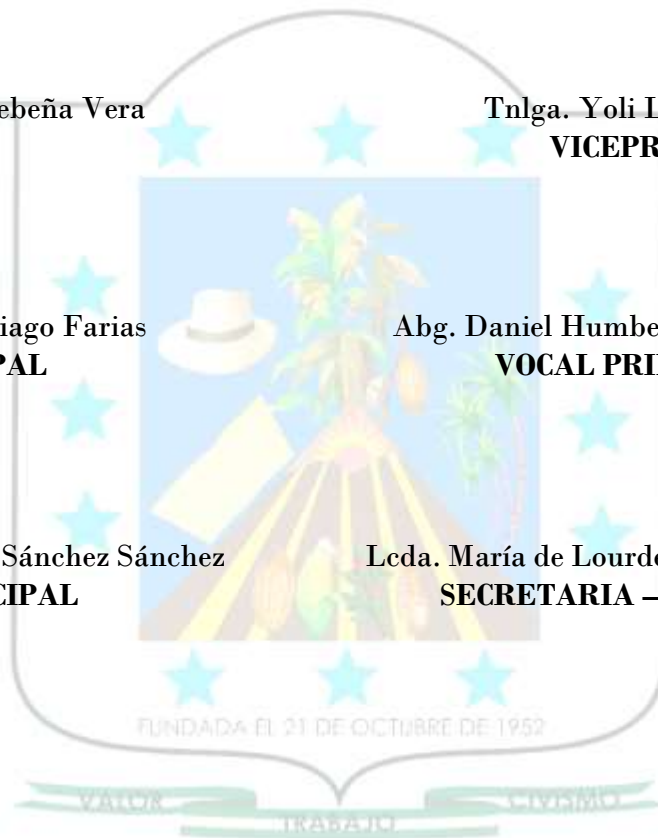 ebeña Vera
Tnlga. Yoli L
VICEPR
iago Farias
PAL
Abg. Daniel Humbe
VOCAL PRI
Sánchez Sánchez
CIPAL
Lcda. María de Lourd
SECRETARIA –
FUNDADA EL 21 DE OCTUBRE DE 1952
VALOR
TRABAJO
CIVISMO